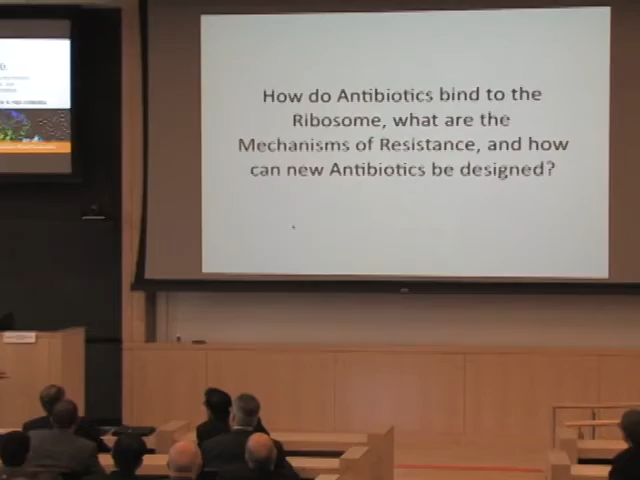 How do Antibiotics bind to the
Ribosome, what are the
Mechanisms of Resistance, and how
can new Antibiotics be designed?